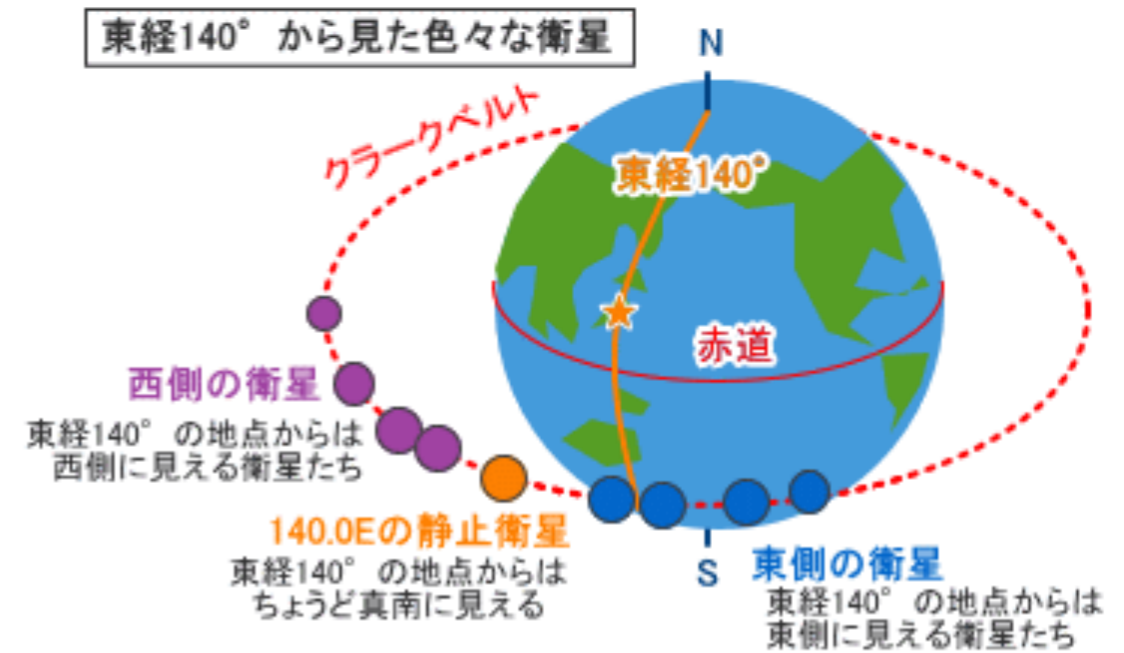 東経140°から見た色々な衛星
N
クラークベルト
東経140°
赤道
西側の衛星
東経140°の地点からは
西側に見える衛星たち
140.0Eの静止衛星
東経140°の地点からは
ちょうど真南に見える
S
東側の衛星
東経140°の地点からは
東側に見える衛星たち